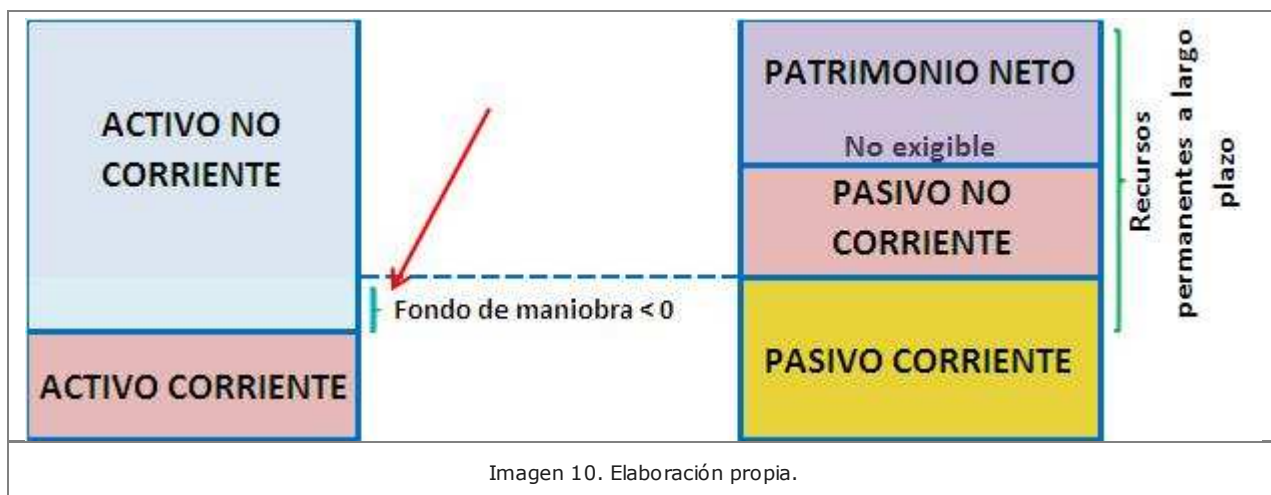 ACTIVO NO
CORRIENTE
ACTIVO CORRIENTE
Fondo de maniobra < 0
PATRIMONIO NETO
No exigible
PASIVO NO
CORRIENTE
PASIVO CORRIENTE
Recursos
permanentes a largo
plazo
Imagen 10. Elaboración propia.